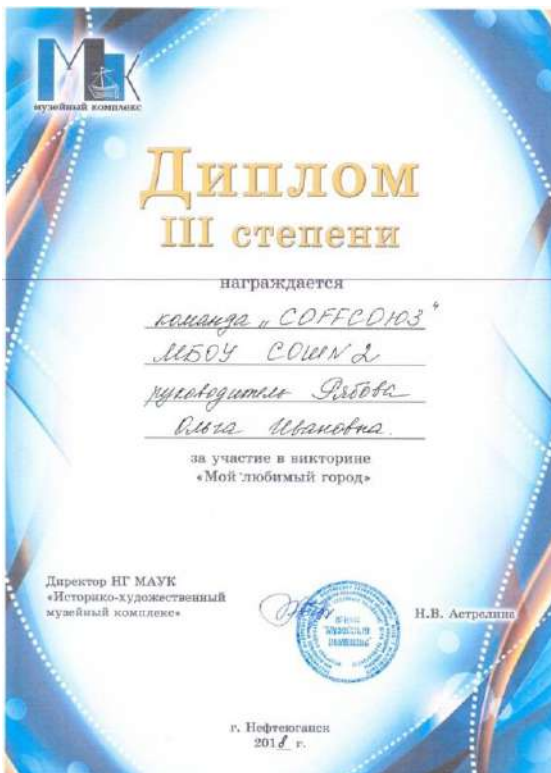 МК
музейный комплекс
Диплом
III степени
награждается
команда „СОFFСОЮЗ“
МБОУ СОШ N 2
руководитель Рябова
Ольга Ивановна.
за участие в викторине
«Мой любимый город»
Директор НГ МАУК
«Историко-художественный
музейный комплекс»
Н.В. Астрелина
г. Нефтеюганск
2018 г.